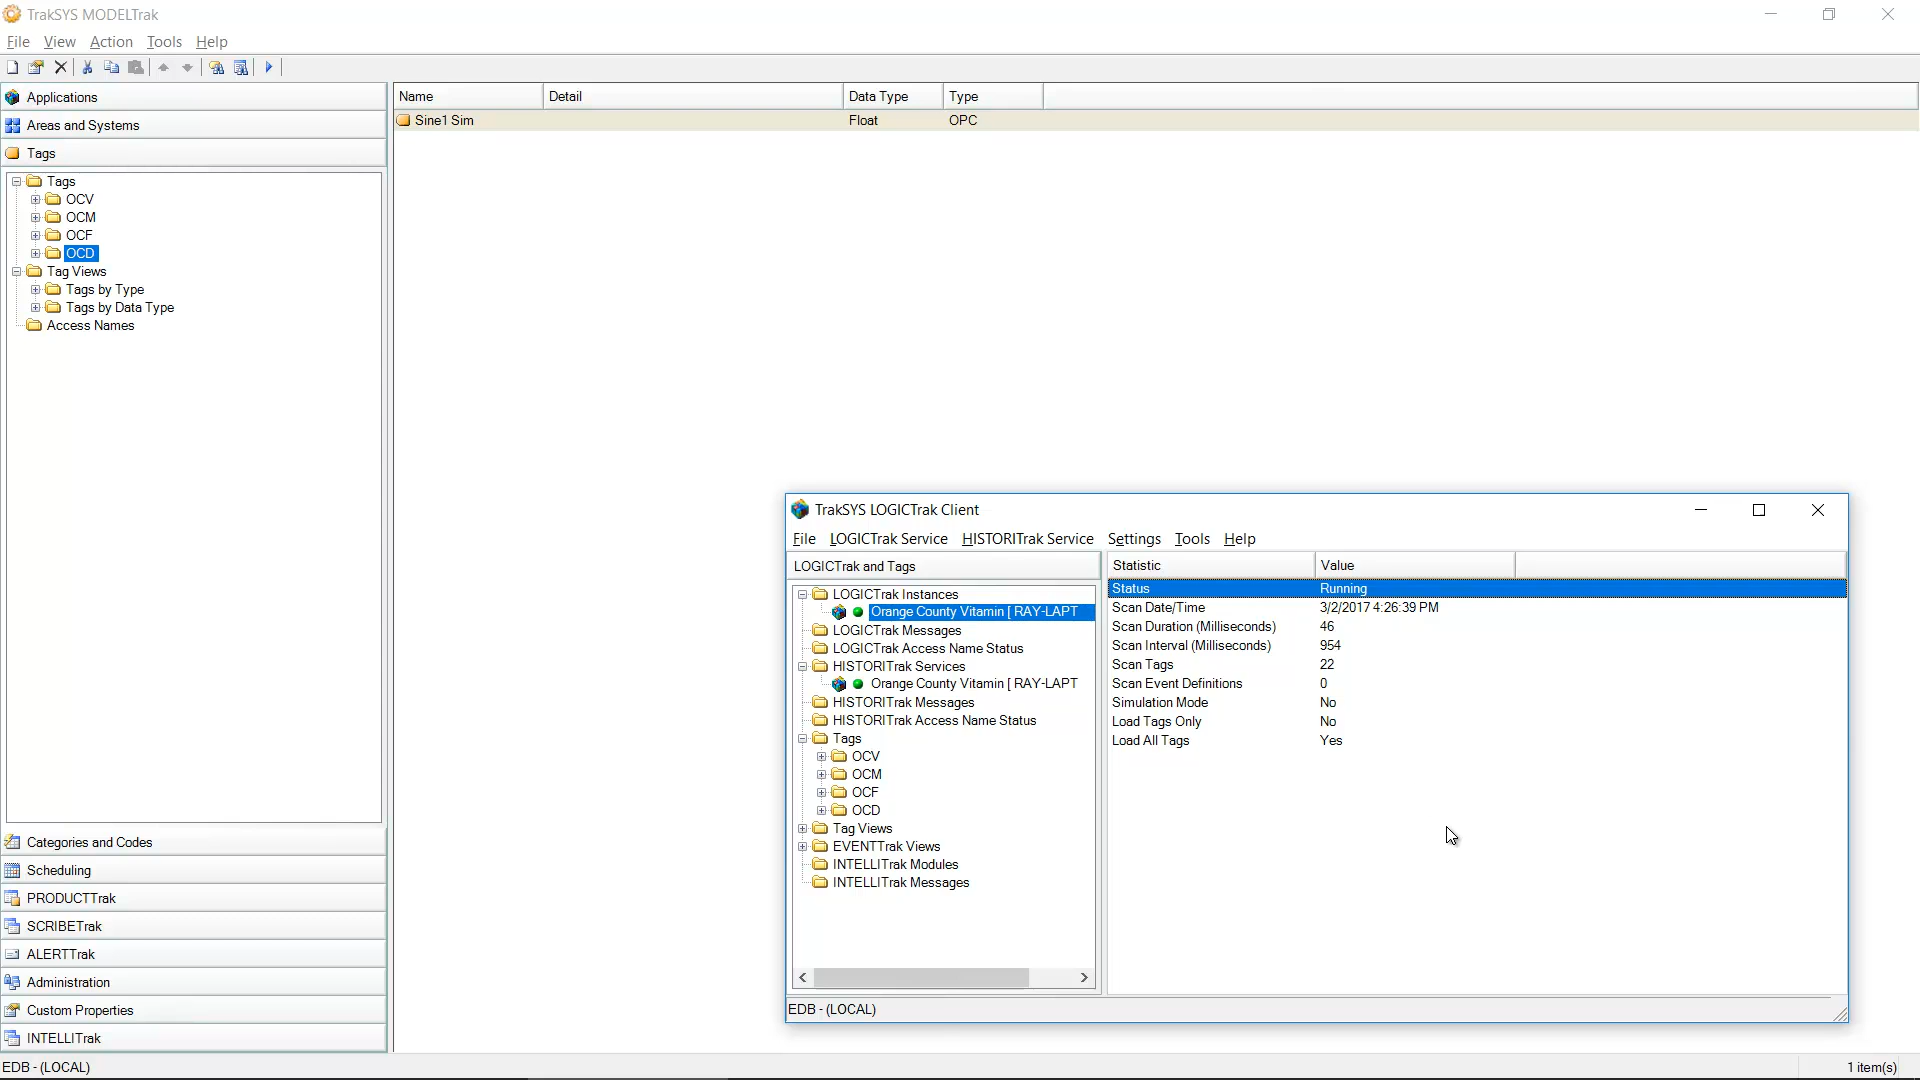 TrakSYS MODELTrak
File View Action Tools Help
Applications
Areas and Systems
Tags
Tags
OCV
OCM
OCF
OCD
Tag Views
Tags by Type
Tags by Data Type
Access Names
Categories and Codes
Scheduling
PRODUCTTrak
SCRIBETrak
ALERTTrak
Administration
Custom Properties
INTELLITrak
Name Detail Data Type Type
Sine1 Sim Float OPC
TrakSYS LOGICTrak Client
File LOGICTrak Service HISTORITrak Service Settings Tools Help
LOGICTrak and Tags
LOGICTrak Instances
Orange County Vitamin [ RAY-LAPT
LOGICTrak Messages
LOGICTrak Access Name Status
HISTORITrak Services
Orange County Vitamin [ RAY-LAPT
HISTORITrak Messages
HISTORITrak Access Name Status
Tags
OCV
OCM
OCF
OCD
Tag Views
EVENTTrak Views
INTELLITrak Modules
INTELLITrak Messages
Statistic Value
Status Running
Scan Date/Time 3/2/2017 4:26:39 PM
Scan Duration (Milliseconds) 46
Scan Interval (Milliseconds) 954
Scan Tags 22
Scan Event Definitions 0
Simulation Mode No
Load Tags Only No
Load All Tags Yes
EDB - (LOCAL)
EDB - (LOCAL) 1 item(s)